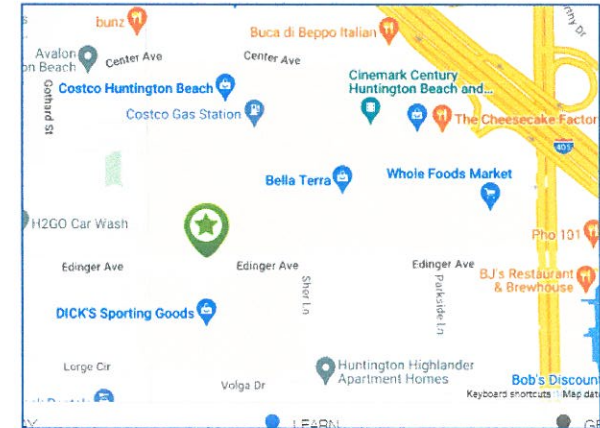 bunz
Buca di Beppo Italian
Avalon
on Beach
Center Ave
Center Ave
Costco Huntington Beach
Cinemark Century
Huntington Beach and...
Gothard St
Costco Gas Station
The Cheesecake Factor
405
Bella Terra
Whole Foods Market
H2GO Car Wash
Pho 101
Edinger Ave
Edinger Ave
Edinger Ave
BJ's Restaurant
& Brewhouse
Sher Ln
Parkside Ln
DICK'S Sporting Goods
Lorge Cir
Huntington Highlander
Apartment Homes
Volga Dr
Bob's Discount
Keyboard shortcuts
Map data
LEARN